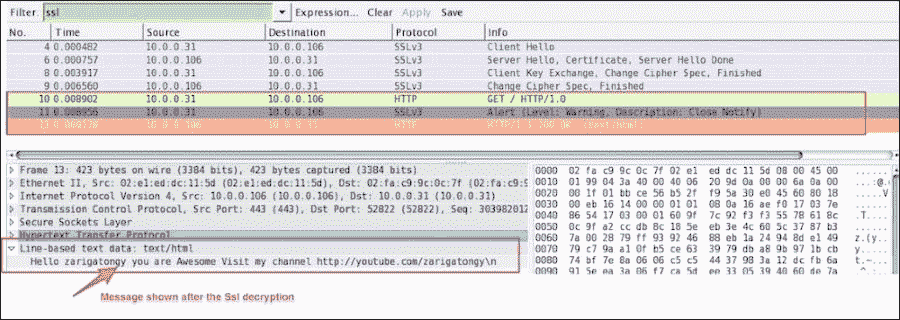 Filter: ssl Expression... Clear Apply Save
No. Time Source Destination Protocol Info
4 0.000482 10.0.0.31 10.0.0.106 SSLv3 Client Hello
6 0.000757 10.0.0.106 10.0.0.31 SSLv3 Server Hello, Certificate, Server Hello Done
8 0.003917 10.0.0.31 10.0.0.106 SSLv3 Client Key Exchange, Change Cipher Spec, Finished
9 0.006560 10.0.0.106 10.0.0.31 SSLv3 Change Cipher Spec, Finished
10 0.008902 10.0.0.31 10.0.0.106 HTTP GET / HTTP/1.0
11 0.008956 10.0.0.31 10.0.0.106 SSLv3 Alert (Level: Warning, Description: Close Notify)
Frame 13: 423 bytes on wire (3384 bits), 423 bytes captured (3384 bits)
Ethernet II, Src: 02:e1:ed:dc:11:5d (02:e1:ed:dc:11:5d), Dst: 02:fa:c9:9c:0c:7f (02:fa:c9
Internet Protocol Version 4, Src: 10.0.0.106 (10.0.0.106), Dst: 10.0.0.31 (10.0.0.31)
Transmission Control Protocol, Src Port: 443 (443), Dst Port: 52822 (52822), Seq: 303982012
Secure Sockets Layer
Hypertext Transfer Protocol
Line-based text data: text/html
Hello zarigatongy you are Awesome Visit my channel http://youtube.com/zarigatongy\n
Message shown after the Ssl decryption
0000 02 fa c9 9c 0c 7f 02 e1 ed dc 11 5d 08 00 45 00
0010 01 99 04 3a 40 00 40 06 20 9d 0a 00 00 6a 0a 00
0020 00 1f 01 bb ce 56 b5 2f f9 5a 30 e0 45 60 80 18
0030 00 eb 16 14 00 00 01 01 08 0a 16 ae f0 17 03 7e
0040 86 54 17 03 00 01 60 9f 7c 92 f3 f3 55 78 61 8c
0050 0c 9f a2 cc db 8c 18 5e eb 3e 4c 60 5c 37 87 b3
0060 7a 00 28 79 ff 93 92 46 88 eb 1a 24 94 8d e1 49
0070 79 c7 9a a1 0f b5 ce 63 39 79 db a8 9b 97 1b cb
0080 74 bf 7e 8a 06 06 c5 c5 44 37 98 3a 12 dc fb 6a
0090 91 5e ea 3a 06 f7 ca 5d ee 33 05 39 40 60 de 7a